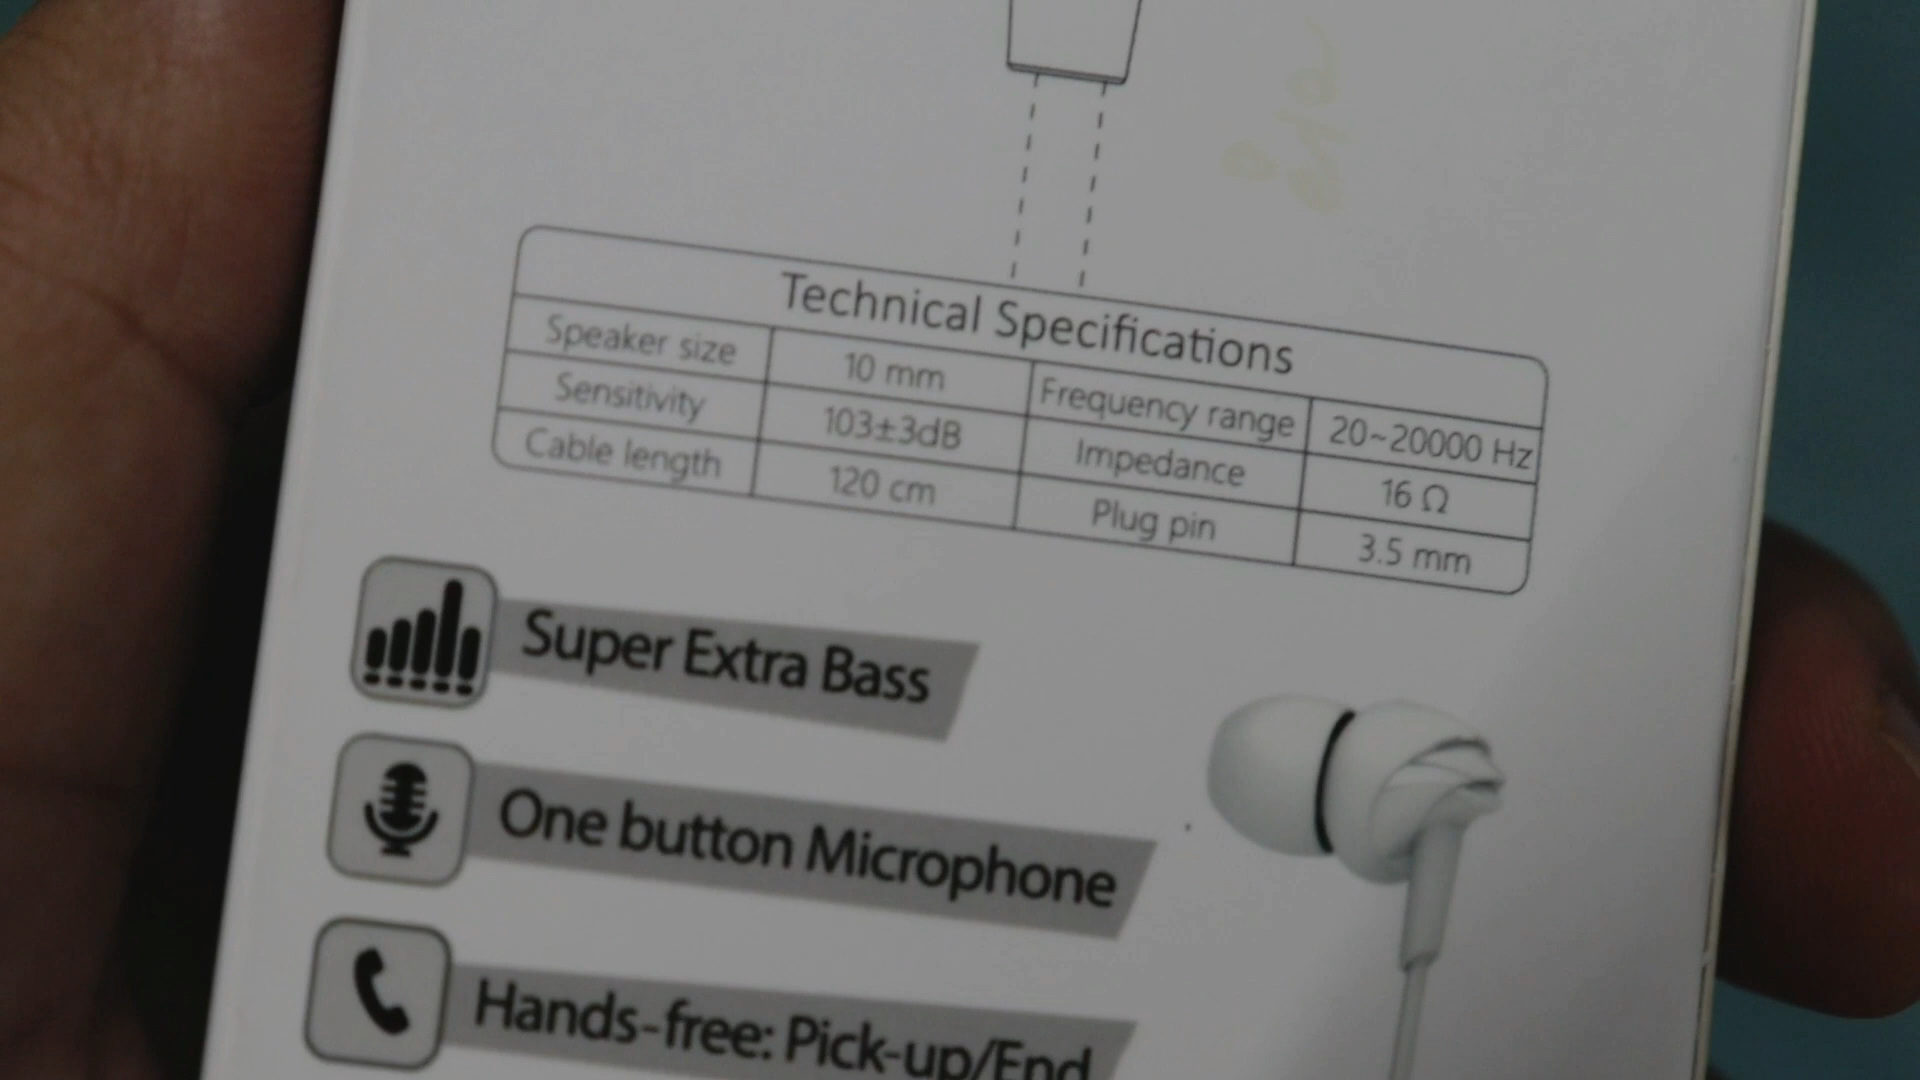 Technical Specifications
Speaker size 10 mm Frequency range 20~20000 Hz
Sensitivity 103±3dB Impedance 16 Ω
Cable length 120 cm Plug pin 3.5 mm
Super Extra Bass
One button Microphone
Hands-free: Pick-up/End